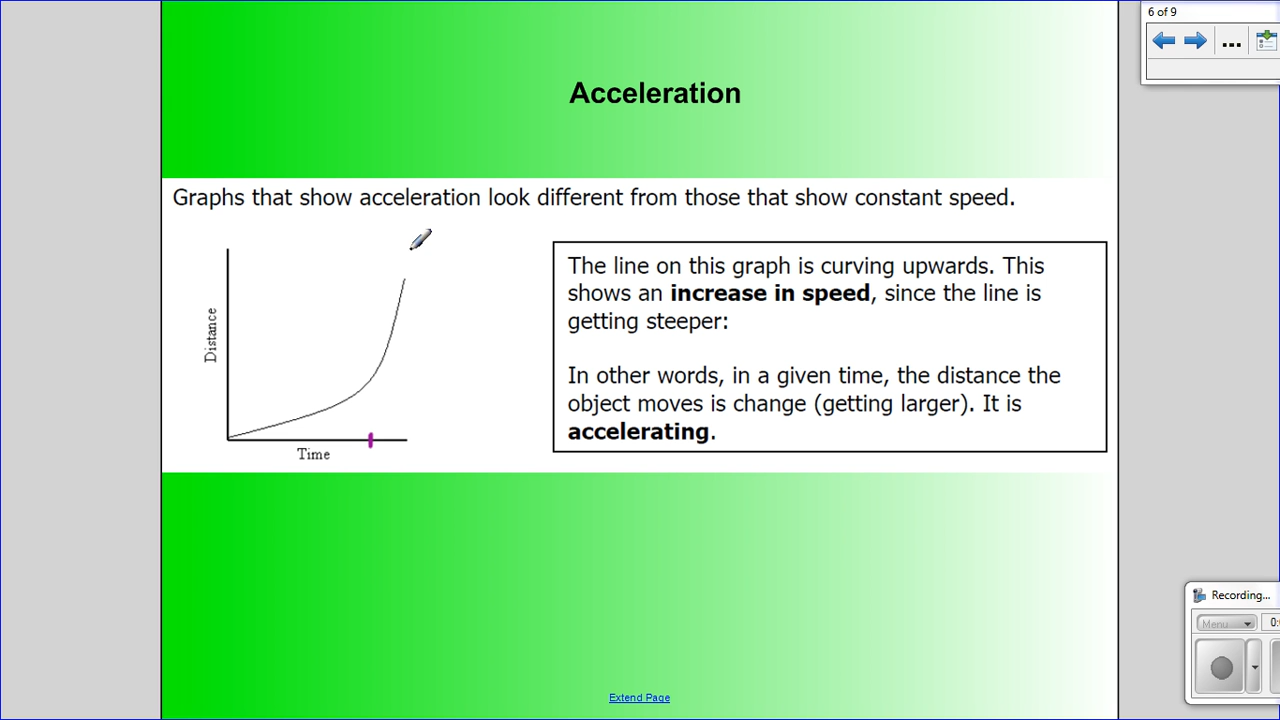 6 of 9
Acceleration
Graphs that show acceleration look different from those that show constant speed.
The line on this graph is curving upwards. This
shows an increase in speed, since the line is
getting steeper:
In other words, in a given time, the distance the
object moves is change (getting larger). It is
accelerating.
Distance
Time
Recording...
Menu
Extend Page